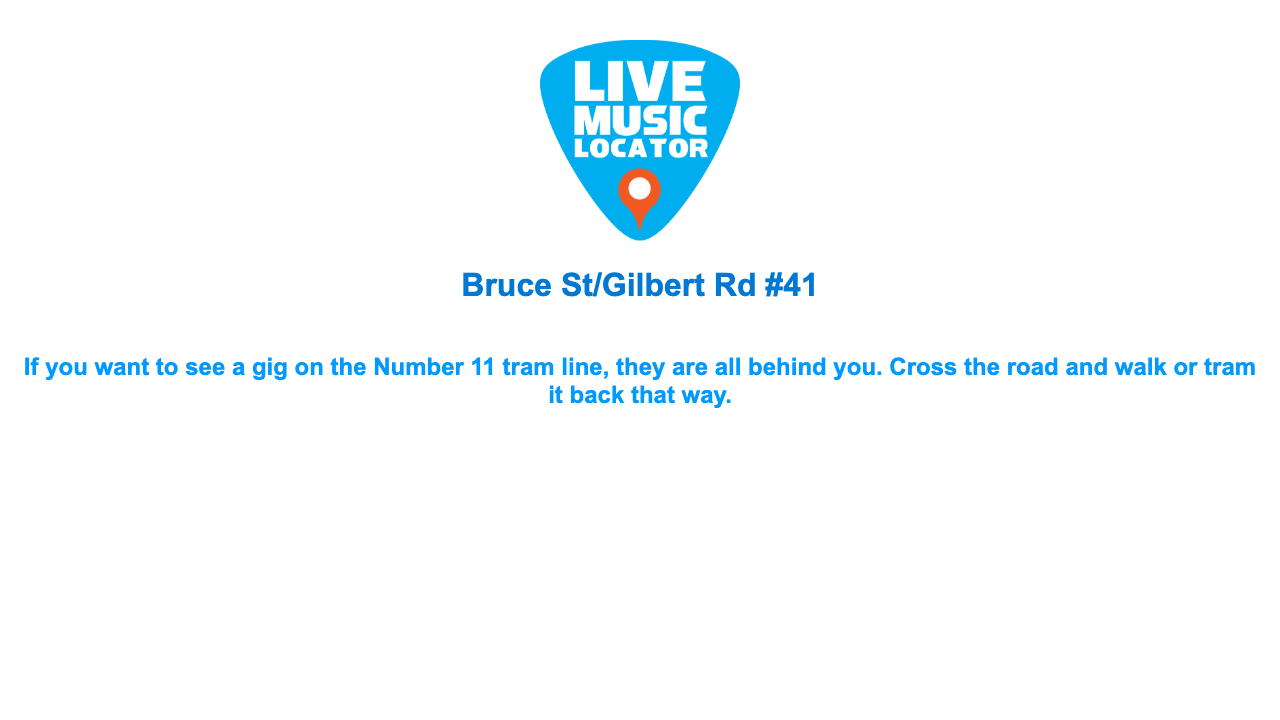 LIVE
MUSIC
LOCATOR
Bruce St/Gilbert Rd #41
If you want to see a gig on the Number 11 tram line, they are all behind you. Cross the road and walk or tram
it back that way.